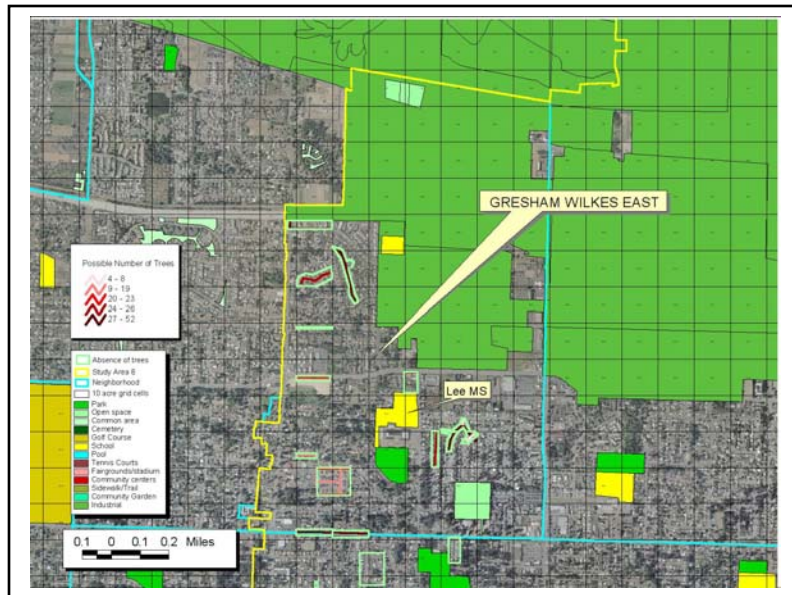 GRESHAM WILKES EAST
Possible Number of Trees
4 - 8
9 - 19
20 - 23
24 - 26
27 - 52
Absence of trees
Study Area 6
Neighborhood
10 acre grid cells
Park
Open space
Common area
Cemetery
Golf Course
School
Pool
Tennis Courts
Fairgrounds/stadium
Community centers
Sidewalk/Trail
Community Garden
Industrial
Lee MS
0.1 0 0.1 0.2 Miles